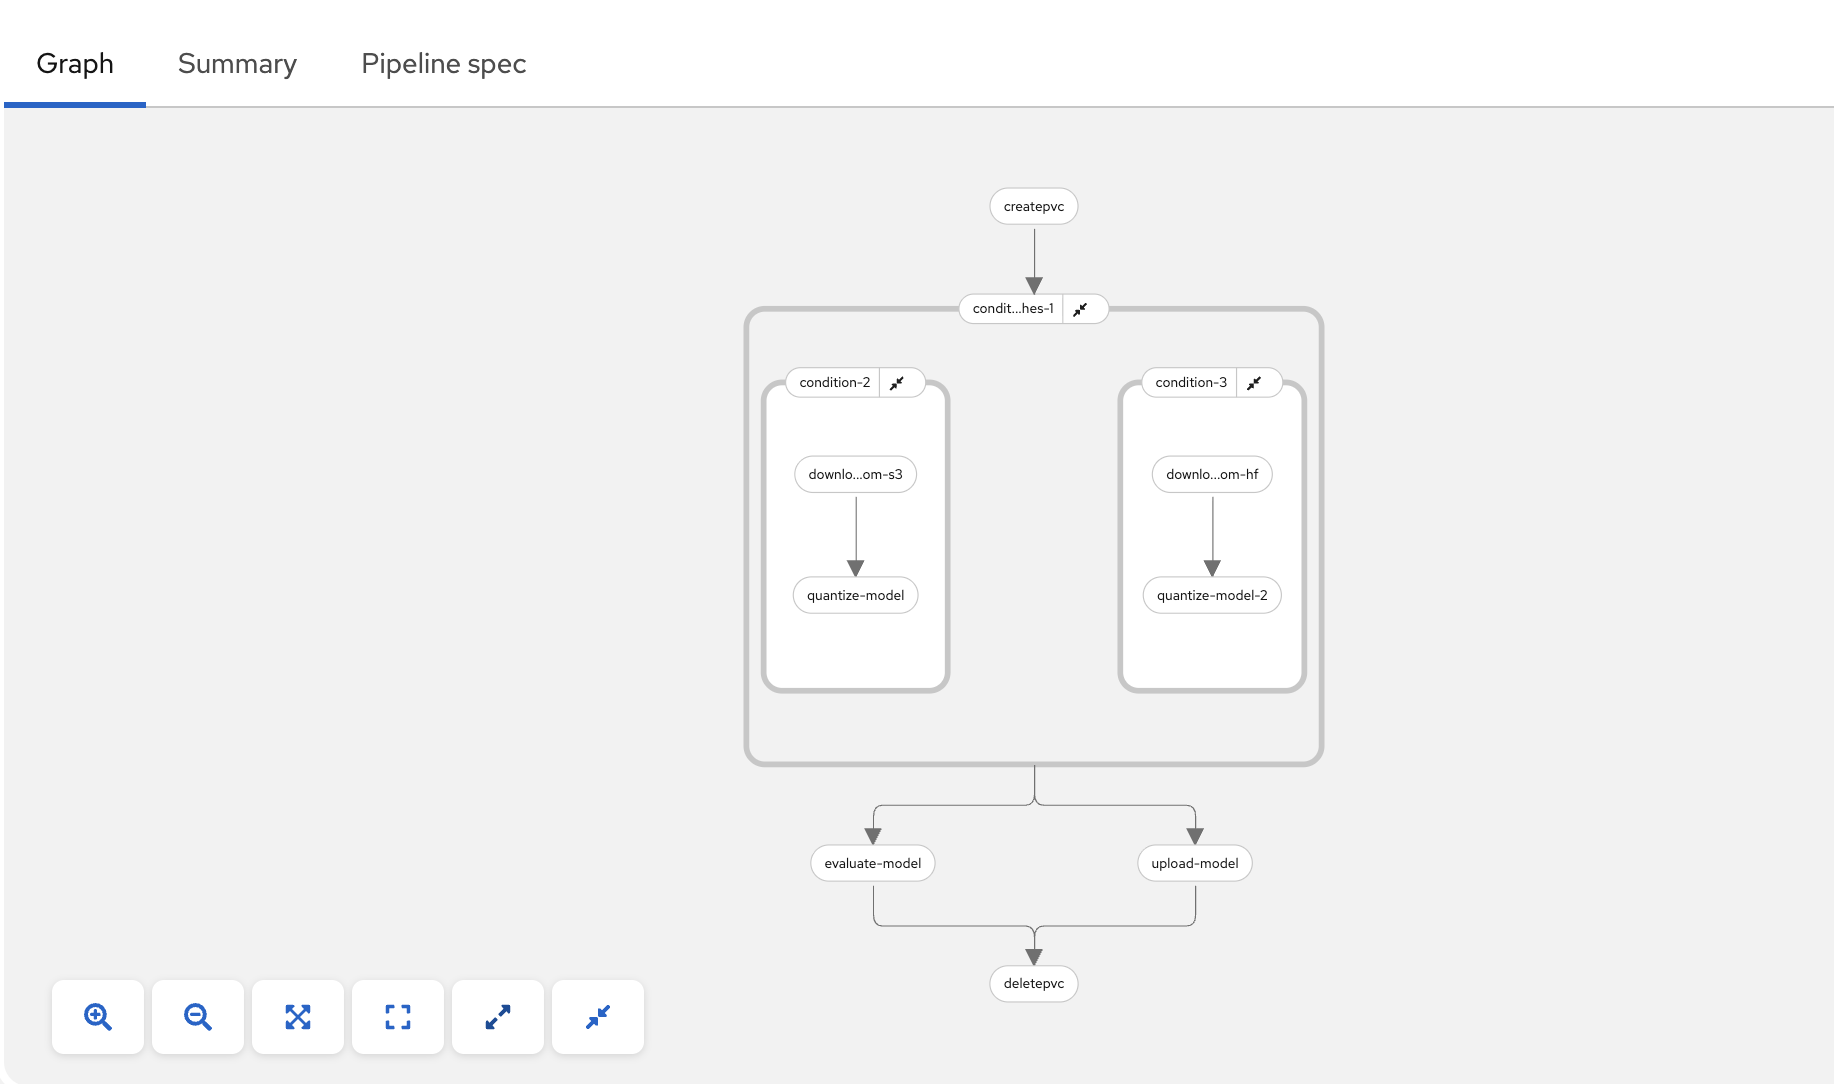 Graph Summary Pipeline spec
createpvc
condit...hes-1
condition-2 condition-3
downlo...om-s3 downlo...om-hf
quantize-model quantize-model-2
evaluate-model upload-model
deletepvc